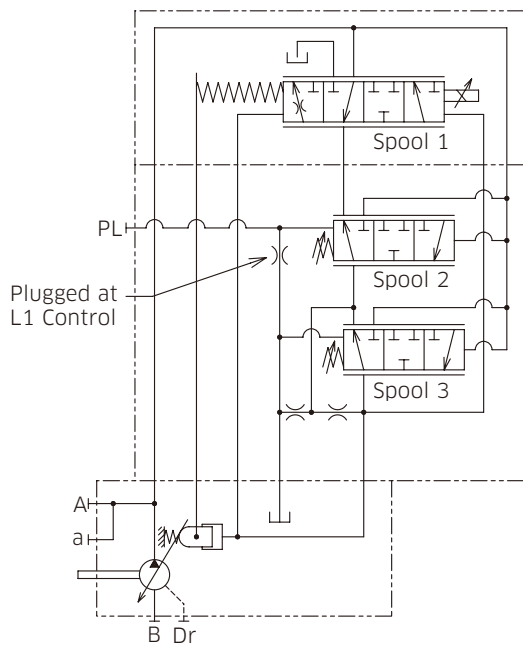 Spool 1
PL
Spool 2
Plugged at
L1 Control
Spool 3
A
a
B Dr